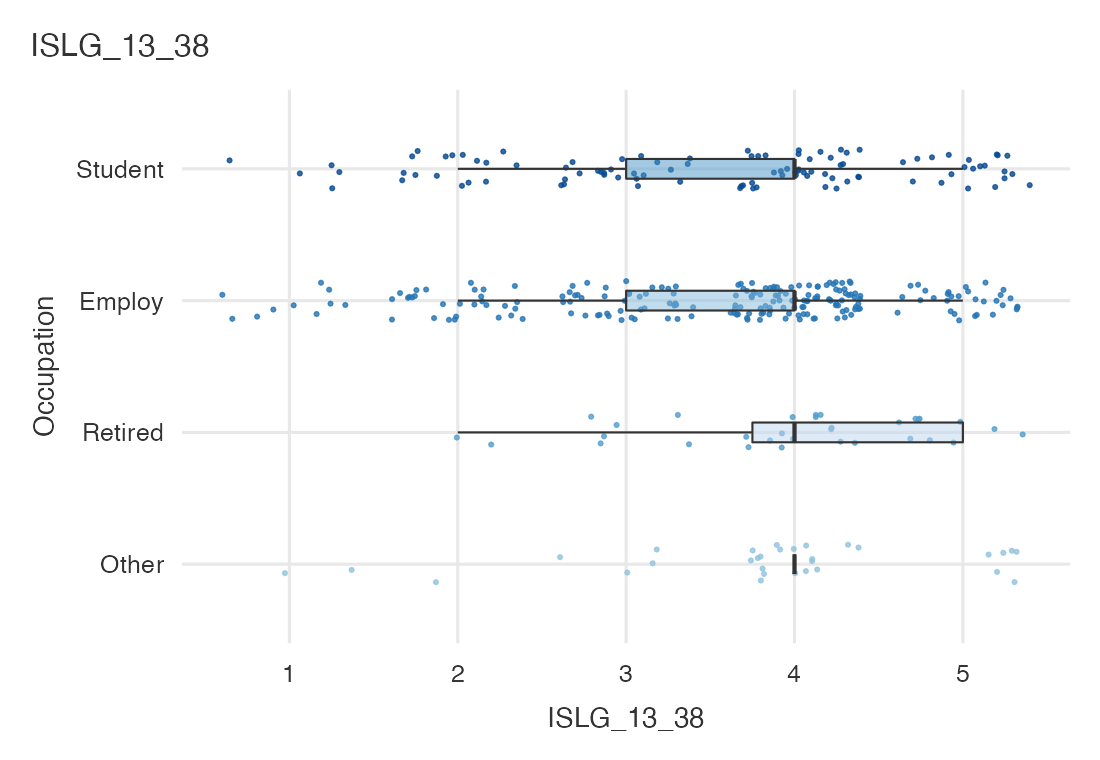 ISLG_13_38
Occupation
Student
Employ
Retired
Other
1 2 3 4 5
ISLG_13_38